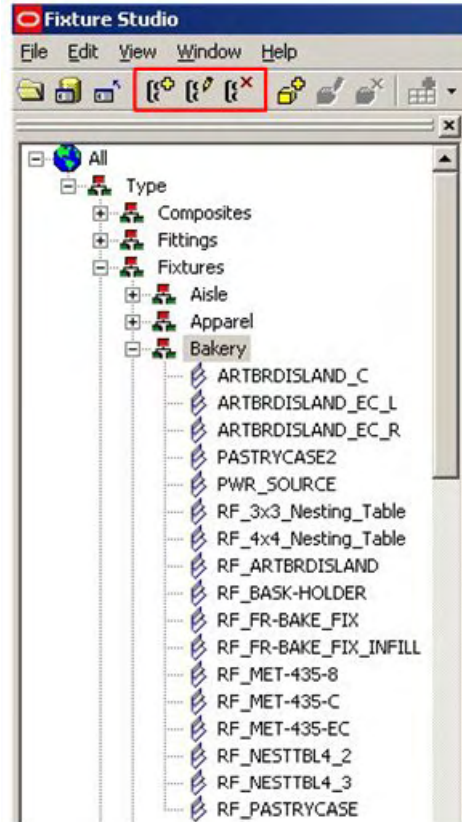 Fixture Studio
File Edit View Window Help
All
Type
Composites
Fittings
Fixtures
Aisle
Apparel
Bakery
ARTBRDISLAND_C
ARTBRDISLAND_EC_L
ARTBRDISLAND_EC_R
PASTRYCASE2
PWR_SOURCE
RF_3x3_Nesting_Table
RF_4x4_Nesting_Table
RF_ARTBRDISLAND
RF_BASK-HOLDER
RF_FR-BAKE_FIX
RF_FR-BAKE_FIX_INFILL
RF_MET-435-8
RF_MET-435-C
RF_MET-435-EC
RF_NESTTBL4_2
RF_NESTTBL4_3
RF_PASTRYCASE